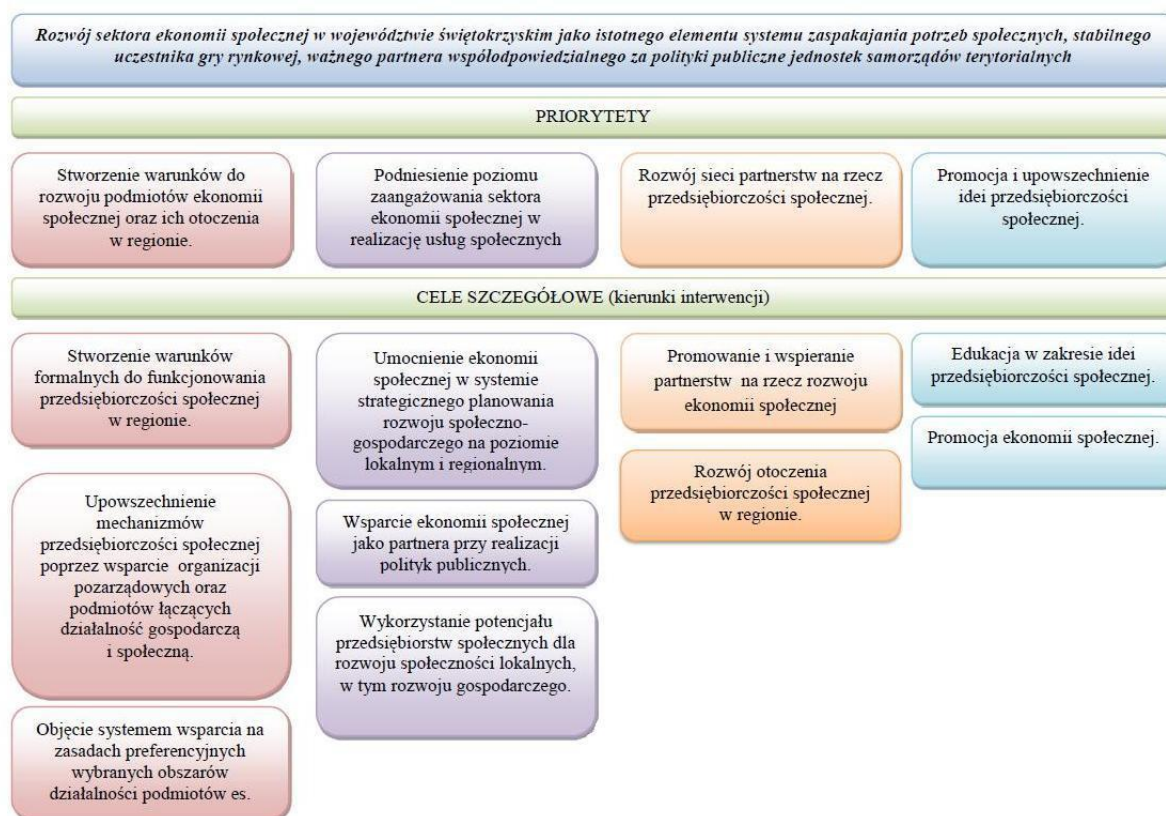 Rozwój sektora ekonomii społecznej w województwie świętokrzyskim jako istotnego elementu systemu zaspakajania potrzeb społecznych, stabilnego
uczestnika gry rynkowej, ważnego partnera współodpowiedzialnego za polityki publiczne jednostek samorządów terytorialnych
PRIORYTETY
Stworzenie warunków do
rozwoju podmiotów ekonomii
społecznej oraz ich otoczenia
w regionie.
Podniesienie poziomu
zaangażowania sektora
ekonomii społecznej w
realizację usług społecznych
Rozwój sieci partnerstw na rzecz
przedsiębiorczości społecznej.
Promocja i upowszechnienie
idei przedsiębiorczości
społecznej.
CELE SZCZEGÓŁOWE (kierunki interwencji)
Stworzenie warunków
formalnych do funkcjonowania
przedsiębiorczości społecznej
w regionie.
Upowszechnienie
mechanizmów
przedsiębiorczości społecznej
poprzez wsparcie organizacji
pozarządowych oraz
podmiotów łączących
działalność gospodarczą
i społeczną.
Objęcie systemem wsparcia na
zasadach preferencyjnych
wybranych obszarów
działalności podmiotów es.
Umocnienie ekonomii
społecznej w systemie
strategicznego planowania
rozwoju społeczno-
gospodarczego na poziomie
lokalnym i regionalnym.
Wsparcie ekonomii społecznej
jako partnera przy realizacji
polityk publicznych.
Wykorzystanie potencjału
przedsiębiorstw społecznych dla
rozwoju społeczności lokalnych,
w tym rozwoju gospodarczego.
Promowanie i wspieranie
partnerstw na rzecz rozwoju
ekonomii społecznej
Rozwój otoczenia
przedsiębiorczości społecznej
w regionie.
Edukacja w zakresie idei
przedsiębiorczości społecznej.
Promocja ekonomii społecznej.